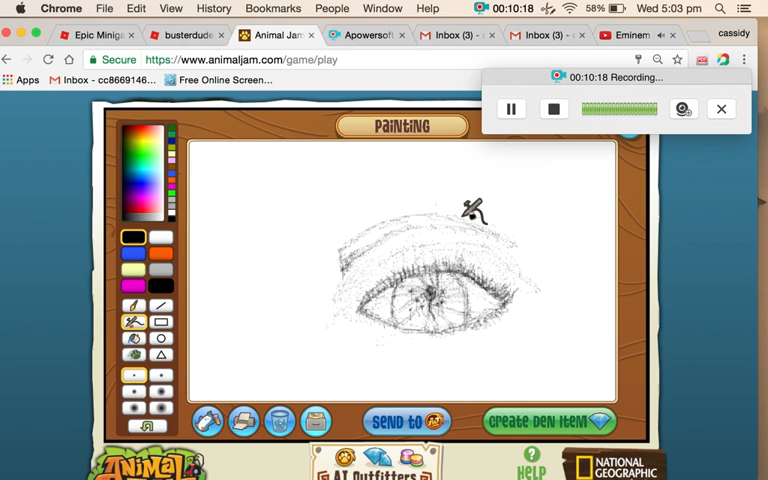 Chrome File Edit View History Bookmarks People Window Help 00:10:18 58% Wed 5:03 pm
Epic Miniga busterdude Animal Jam Apowersoft Inbox (3) - c Inbox (3) - c Eminem cassidy
Secure https://www.animaljam.com/game/play
Apps Inbox - cc8669146... Free Online Screen...
00:10:18 Recording...
PAINTING
SEND TO AJ CREATE DEN ITEM
ANIMAL
AJ Outfitters
HELP
NATIONAL
GEOGRAPHIC